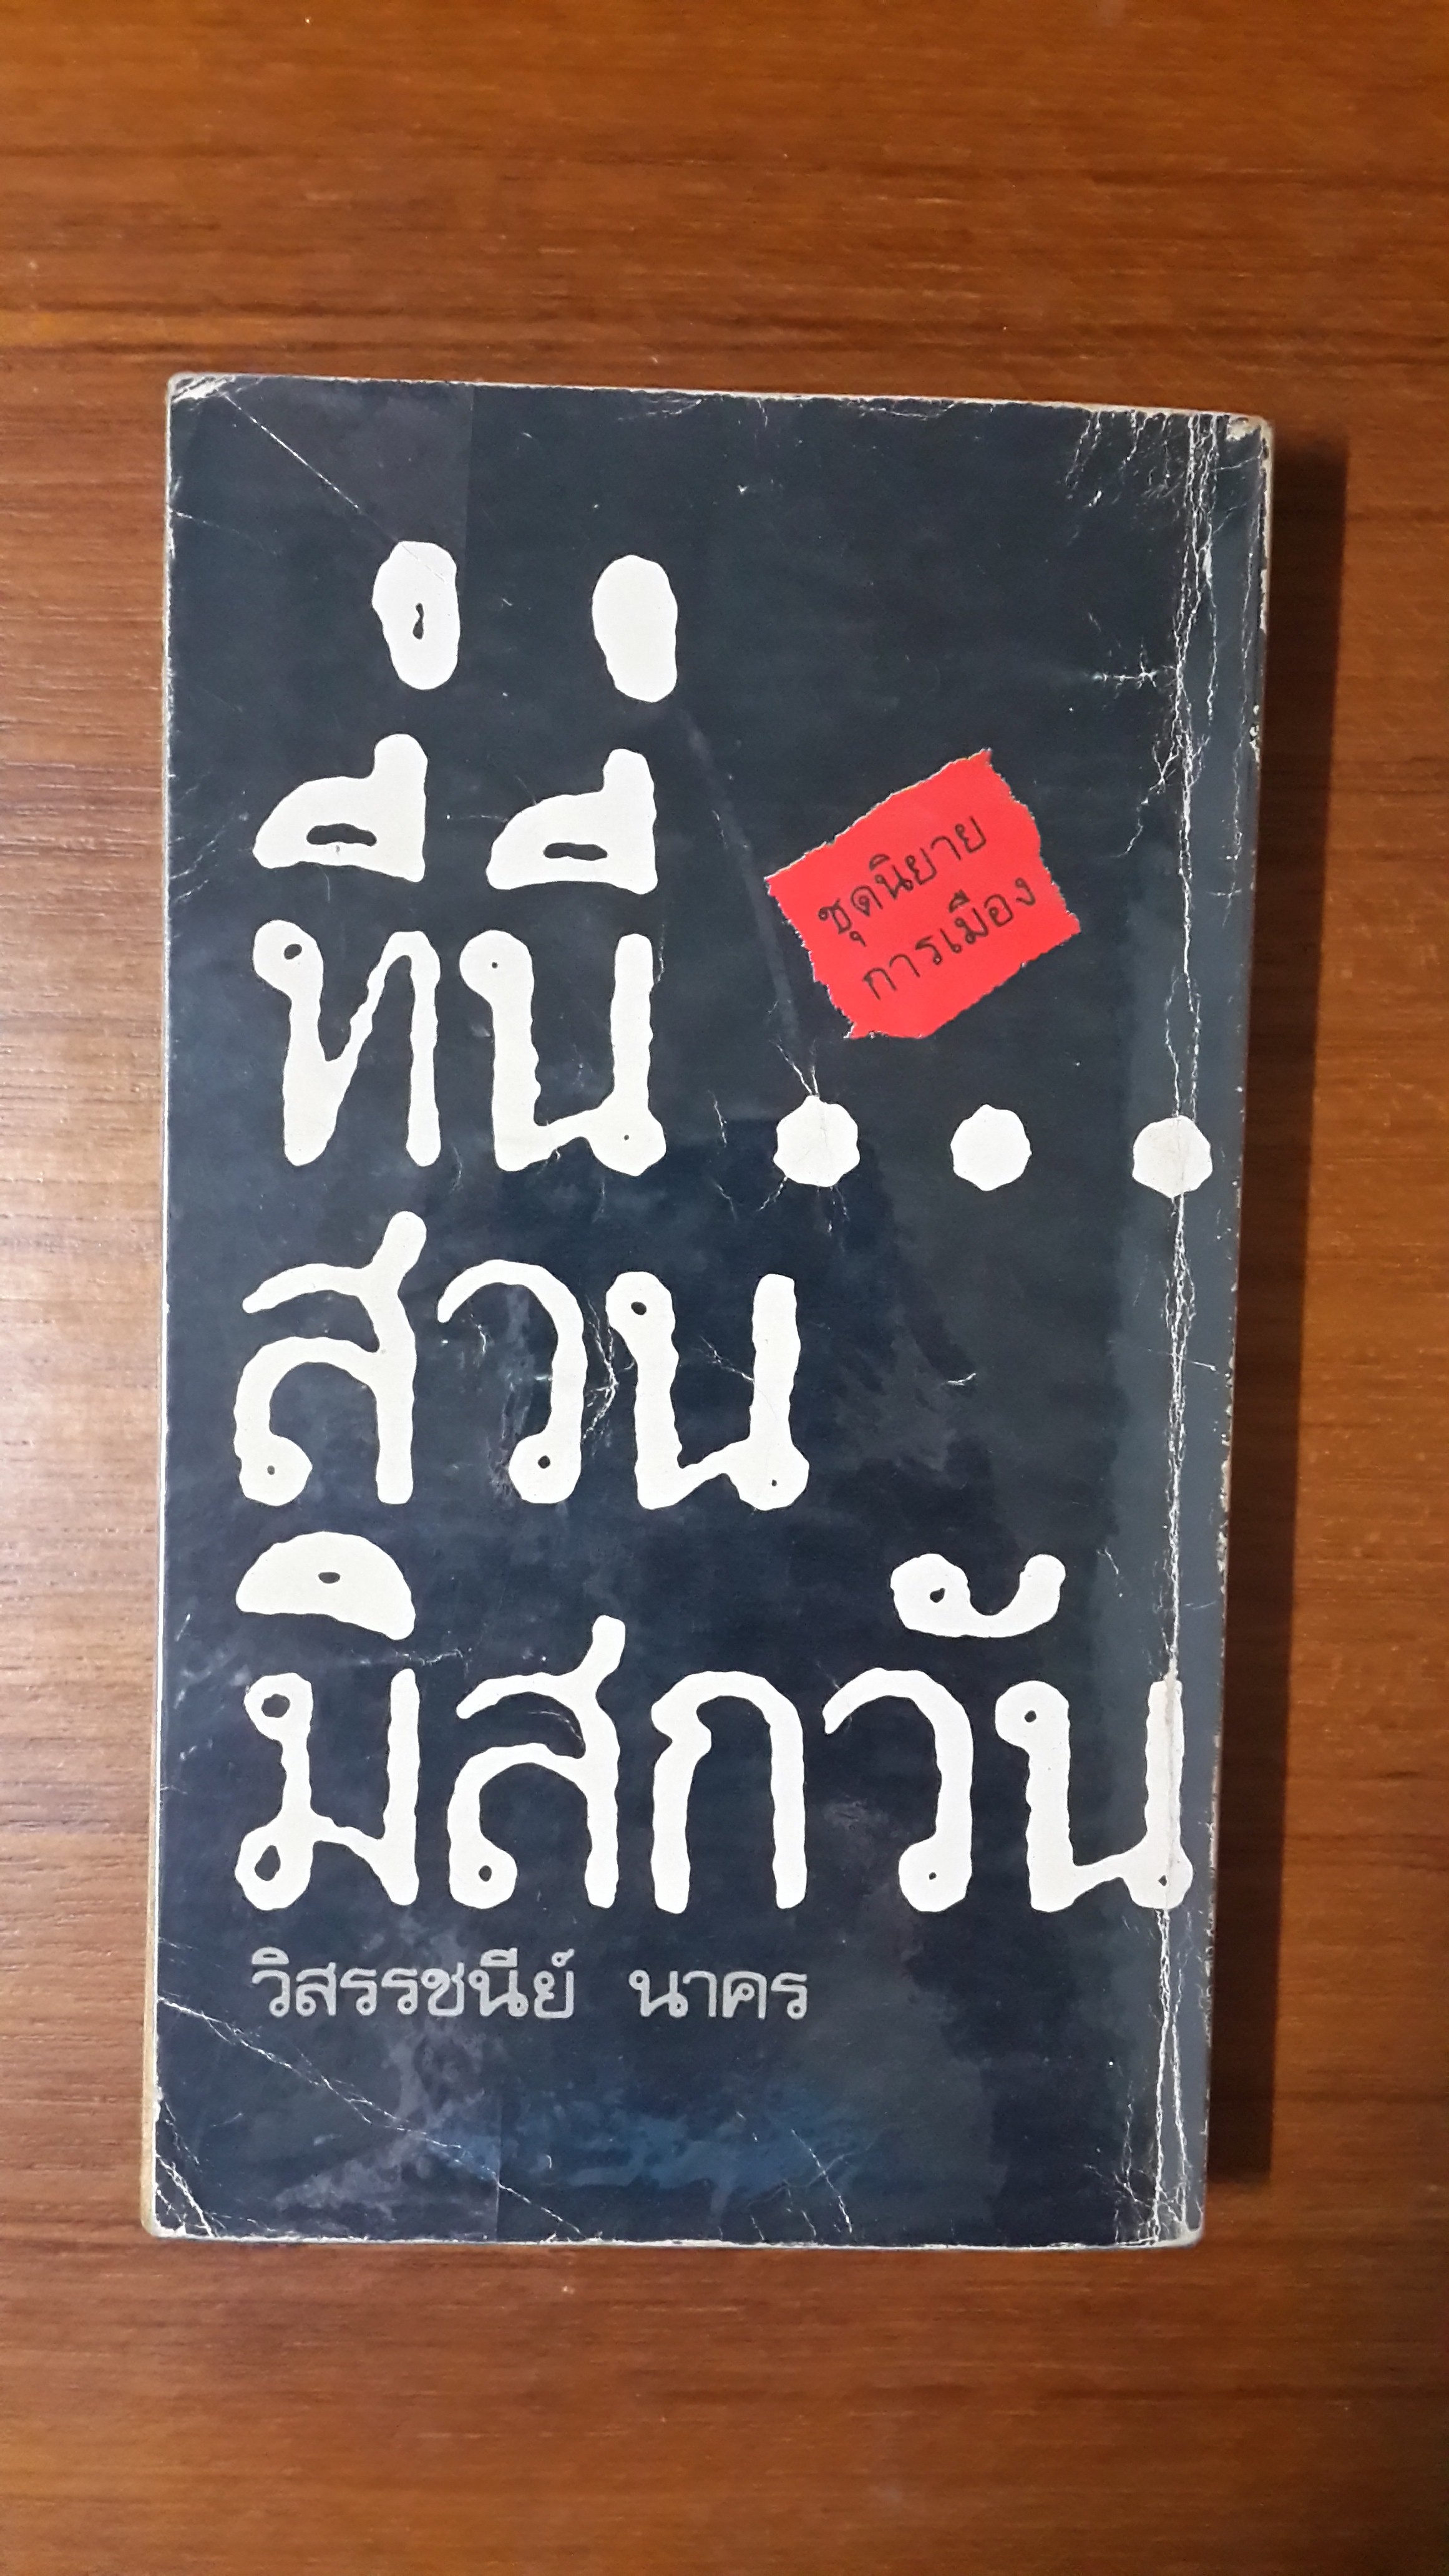 ที่นี่...
ชุดนิยาย
การเมือง
สวน
มิสกวัน
วิสรรชนีย์ นาคร